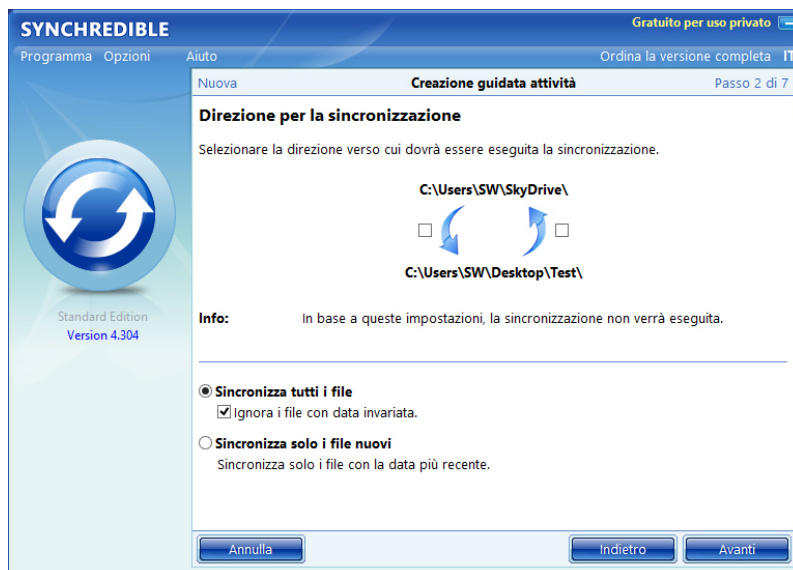 SYNCHREDIBLE
Gratuito per uso privato
Programma Opzioni Aiuto Ordina la versione completa IT
Nuova Creazione guidata attività Passo 2 di 7
Direzione per la sincronizzazione
Selezionare la direzione verso cui dovrà essere eseguita la sincronizzazione.
C:\Users\SW\SkyDrive\
C:\Users\SW\Desktop\Test\
Standard Edition
Version 4.304
Info: In base a queste impostazioni, la sincronizzazione non verrà eseguita.
Sincronizza tutti i file
Ignora i file con data invariata.
Sincronizza solo i file nuovi
Sincronizza solo i file con la data più recente.
Annulla Indietro Avanti